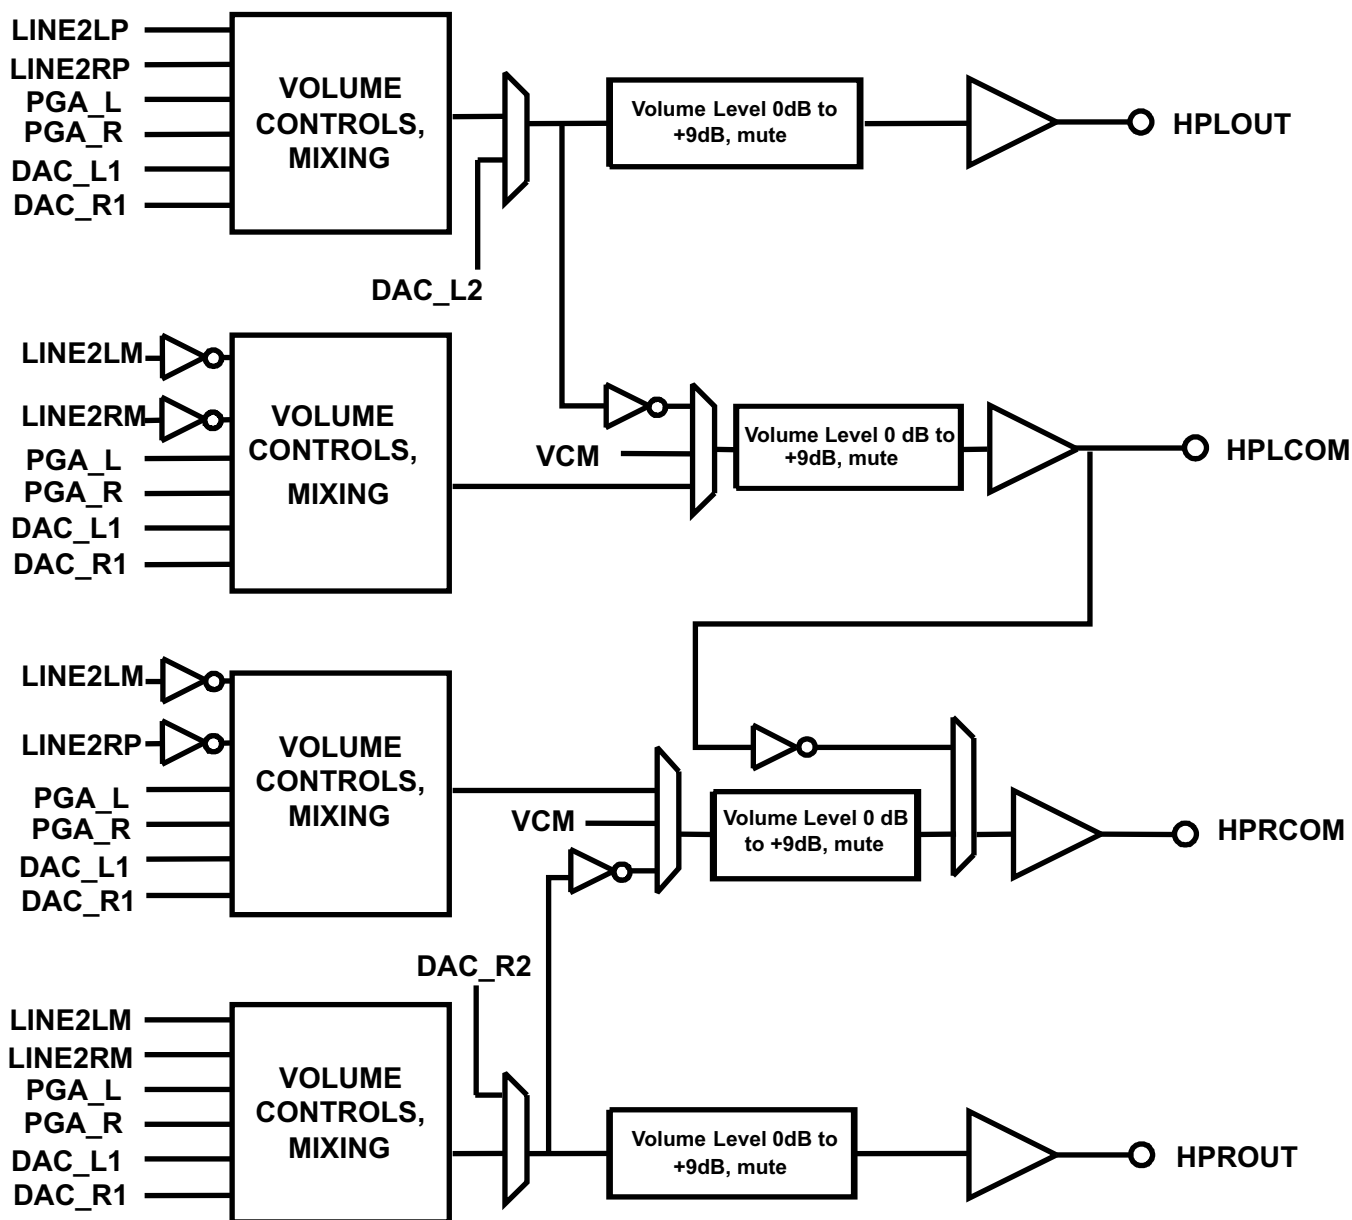 LINE2LP
LINE2RP
PGA_L
PGA_R
DAC_L1
DAC_R1
VOLUME
CONTROLS,
MIXING
DAC_L2
Volume Level 0dB to
+9dB, mute
HPLOUT
LINE2LM
LINE2RM
PGA_L
PGA_R
DAC_L1
DAC_R1
VOLUME
CONTROLS,
MIXING
VCM
Volume Level 0 dB to
+9dB, mute
HPLCOM
LINE2LM
LINE2RP
PGA_L
PGA_R
DAC_L1
DAC_R1
VOLUME
CONTROLS,
MIXING
VCM
Volume Level 0 dB
to +9dB, mute
HPRCOM
DAC_R2
LINE2LM
LINE2RM
PGA_L
PGA_R
DAC_L1
DAC_R1
VOLUME
CONTROLS,
MIXING
Volume Level 0dB to
+9dB, mute
HPROUT